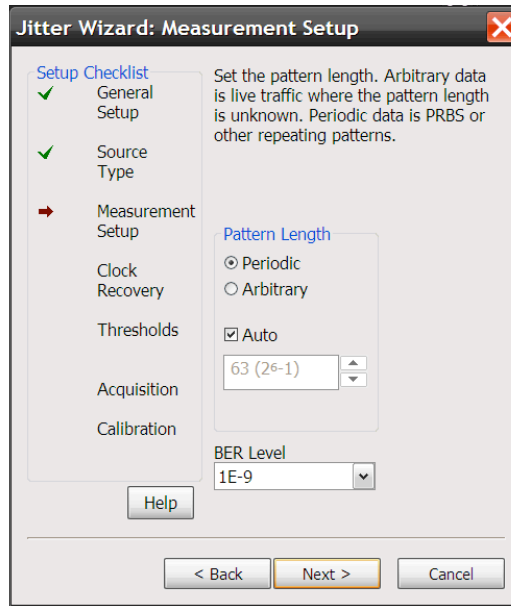 Jitter Wizard: Measurement Setup
Setup Checklist
General
Setup
Source
Type
Measurement
Setup
Clock
Recovery
Thresholds
Acquisition
Calibration
Help
Set the pattern length. Arbitrary data
is live traffic where the pattern length
is unknown. Periodic data is PRBS or
other repeating patterns.
Pattern Length
Periodic
Arbitrary
Auto
63 (2⁶-1)
BER Level
1E-9
< Back
Next >
Cancel